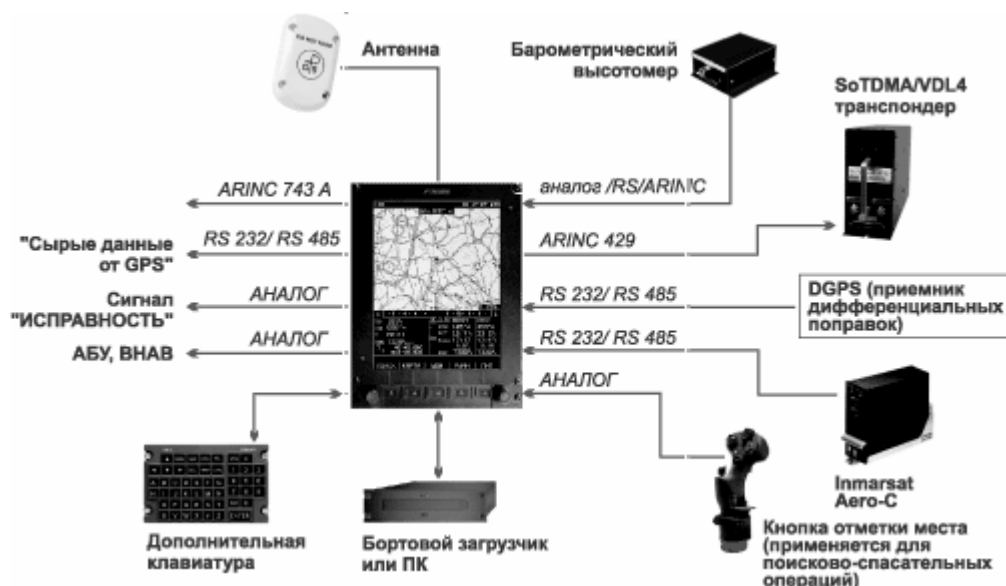 Антенна
Барометрический
высотомер
SoTDMA/VDL4
транспондер
ARINC 743 A
аналог /RS/ARINC
"Сырые данные
от GPS"
RS 232/ RS 485
ARINC 429
Сигнал
"ИСПРАВНОСТЬ"
АНАЛОГ
RS 232/ RS 485
DGPS (приемник
дифференциальных
поправок)
АБУ, ВНАВ
АНАЛОГ
RS 232/ RS 485
АНАЛОГ
Дополнительная
клавиатура
Бортовой загрузчик
или ПК
Inmarsat
Aero-C
Кнопка отметки места
(применяется для
поисково-спасательных
операций)